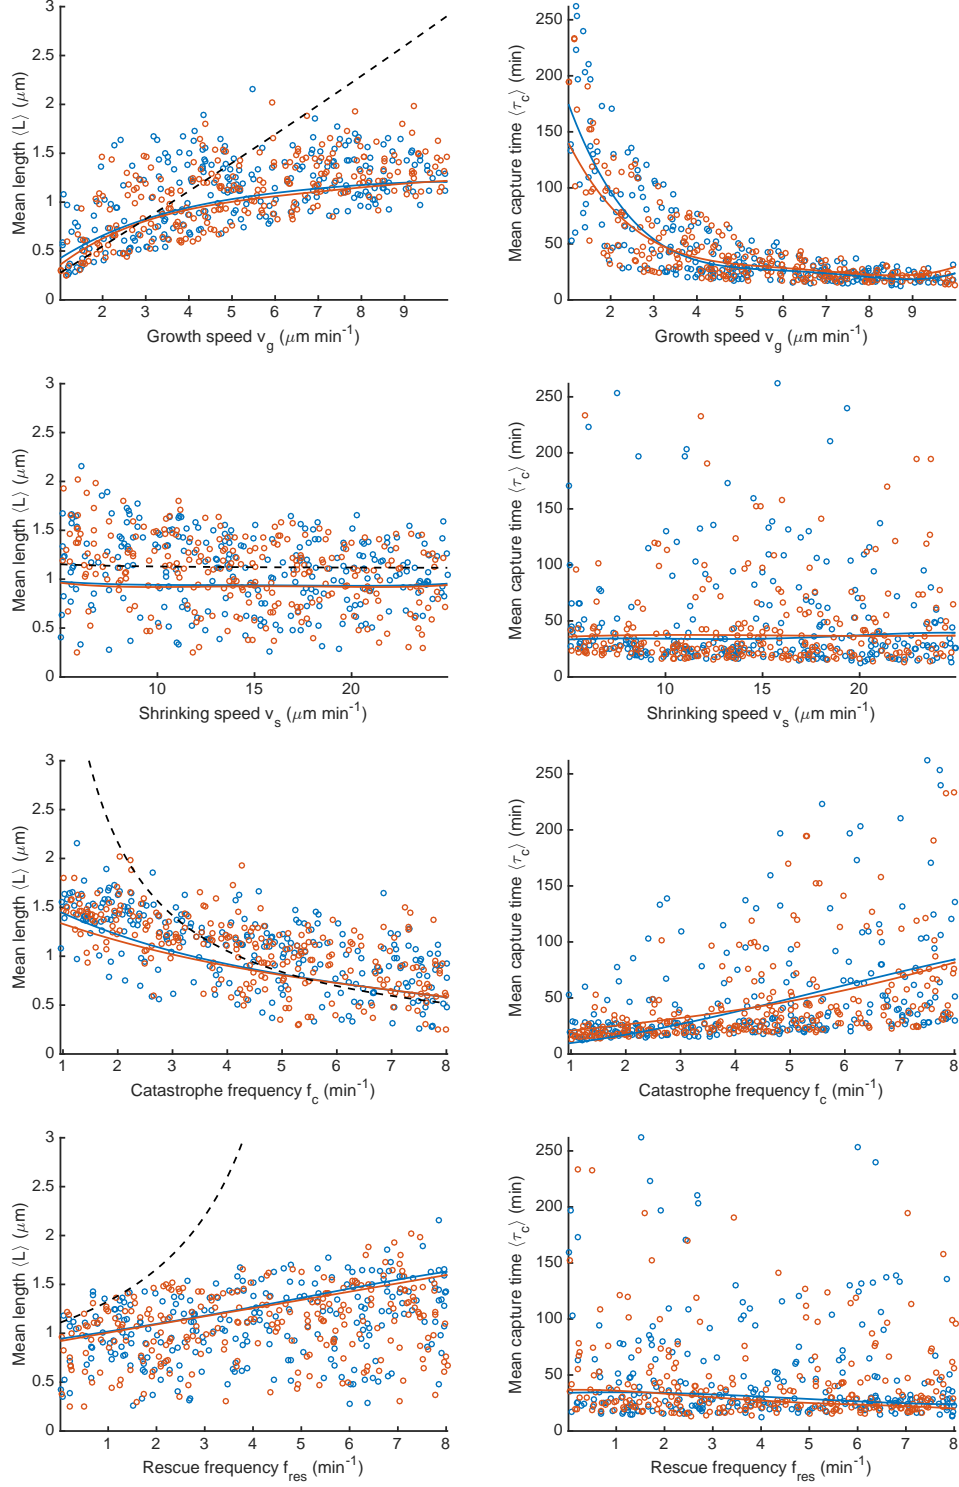 3
2.5
2
1.5
1
0.5
0
2 3 4 5 6 7 8 9
Mean length ⟨L⟩ (μm)
Growth speed v_g (μm min⁻¹)
250
200
150
100
50
0
2 3 4 5 6 7 8 9
Mean capture time ⟨τ_c⟩ (min)
Growth speed v_g (μm min⁻¹)
3
2.5
2
1.5
1
0.5
0
10 15 20
Mean length ⟨L⟩ (μm)
Shrinking speed v_s (μm min⁻¹)
250
200
150
100
50
0
10 15 20
Mean capture time ⟨τ_c⟩ (min)
Shrinking speed v_s (μm min⁻¹)
3
2.5
2
1.5
1
0.5
0
1 2 3 4 5 6 7 8
Mean length ⟨L⟩ (μm)
Catastrophe frequency f_c (min⁻¹)
250
200
150
100
50
0
1 2 3 4 5 6 7 8
Mean capture time ⟨τ_c⟩ (min)
Catastrophe frequency f_c (min⁻¹)
3
2.5
2
1.5
1
0.5
0
1 2 3 4 5 6 7 8
Mean length ⟨L⟩ (μm)
Rescue frequency f_res (min⁻¹)
250
200
150
100
50
0
1 2 3 4 5 6 7 8
Mean capture time ⟨τ_c⟩ (min)
Rescue frequency f_res (min⁻¹)